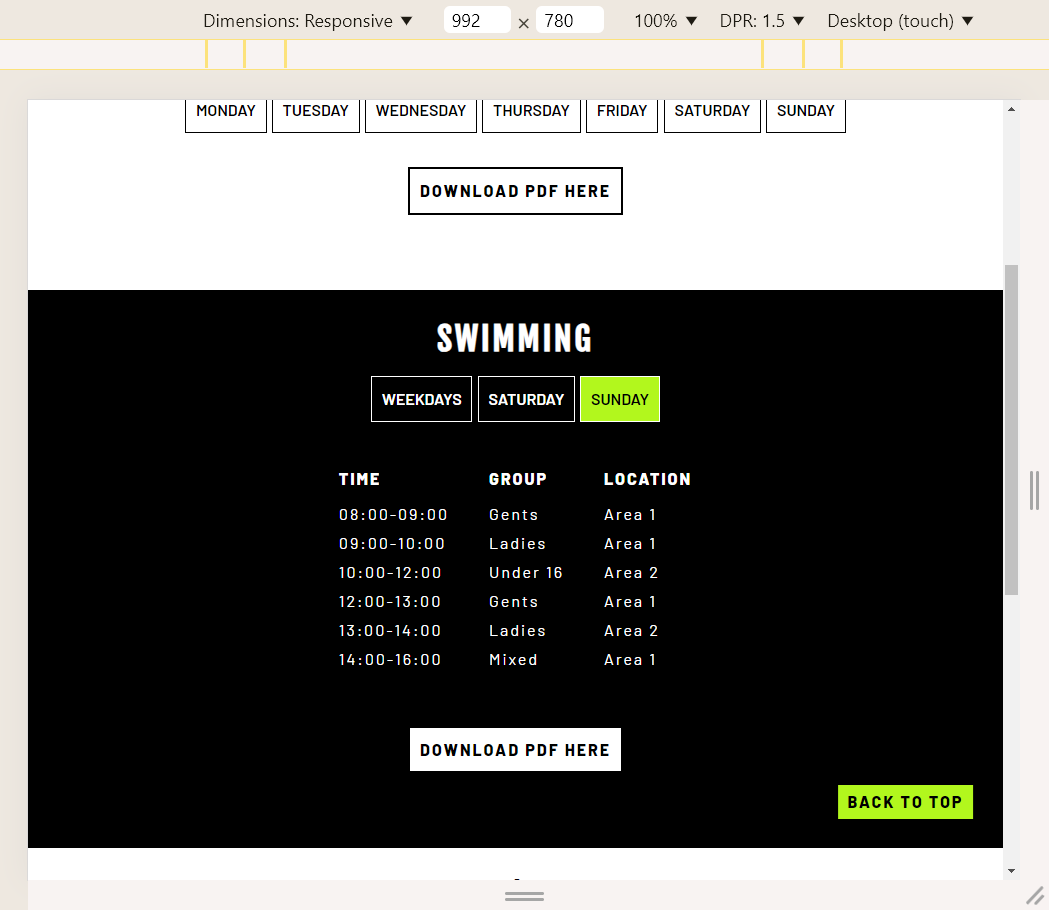 Dimensions: Responsive ▼ 992 × 780 100% ▼ DPR: 1.5 ▼ Desktop (touch) ▼
MONDAY TUESDAY WEDNESDAY THURSDAY FRIDAY SATURDAY SUNDAY
DOWNLOAD PDF HERE
SWIMMING
WEEKDAYS SATURDAY SUNDAY
TIME GROUP LOCATION
08:00-09:00 Gents Area 1
09:00-10:00 Ladies Area 1
10:00-12:00 Under 16 Area 2
12:00-13:00 Gents Area 1
13:00-14:00 Ladies Area 2
14:00-16:00 Mixed Area 1
DOWNLOAD PDF HERE
BACK TO TOP